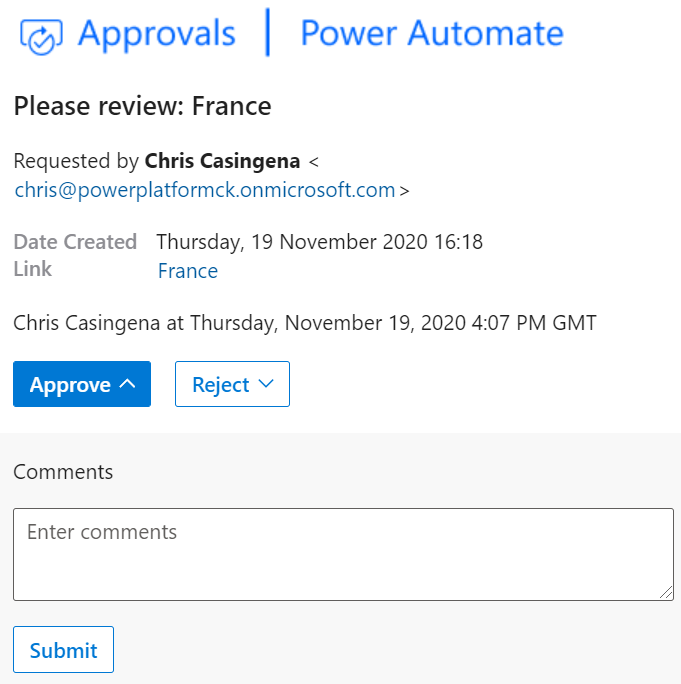 Approvals | Power Automate
Please review: France
Requested by Chris Casingena <
chris@powerplatformck.onmicrosoft.com>
Date Created Thursday, 19 November 2020 16:18
Link France
Chris Casingena at Thursday, November 19, 2020 4:07 PM GMT
Approve Reject
Comments
Enter comments
Submit